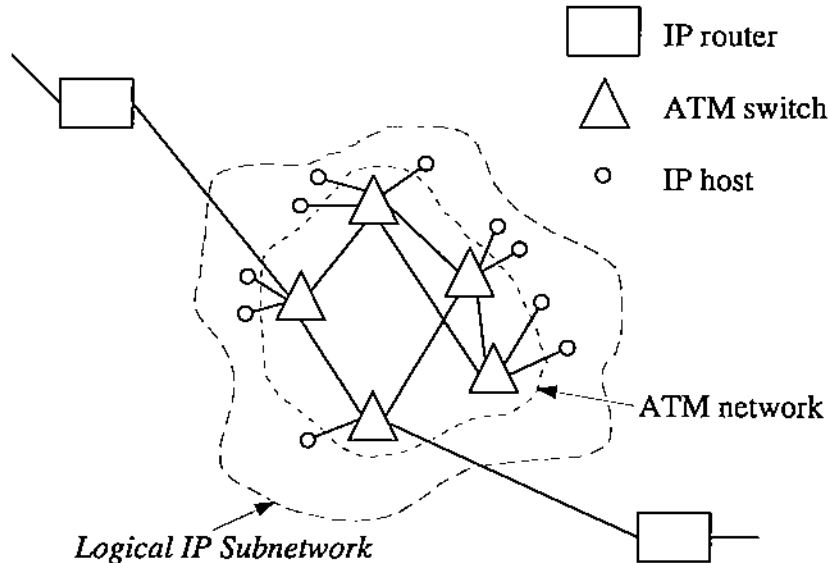 IP router
ATM switch
IP host
ATM network
Logical IP Subnetwork